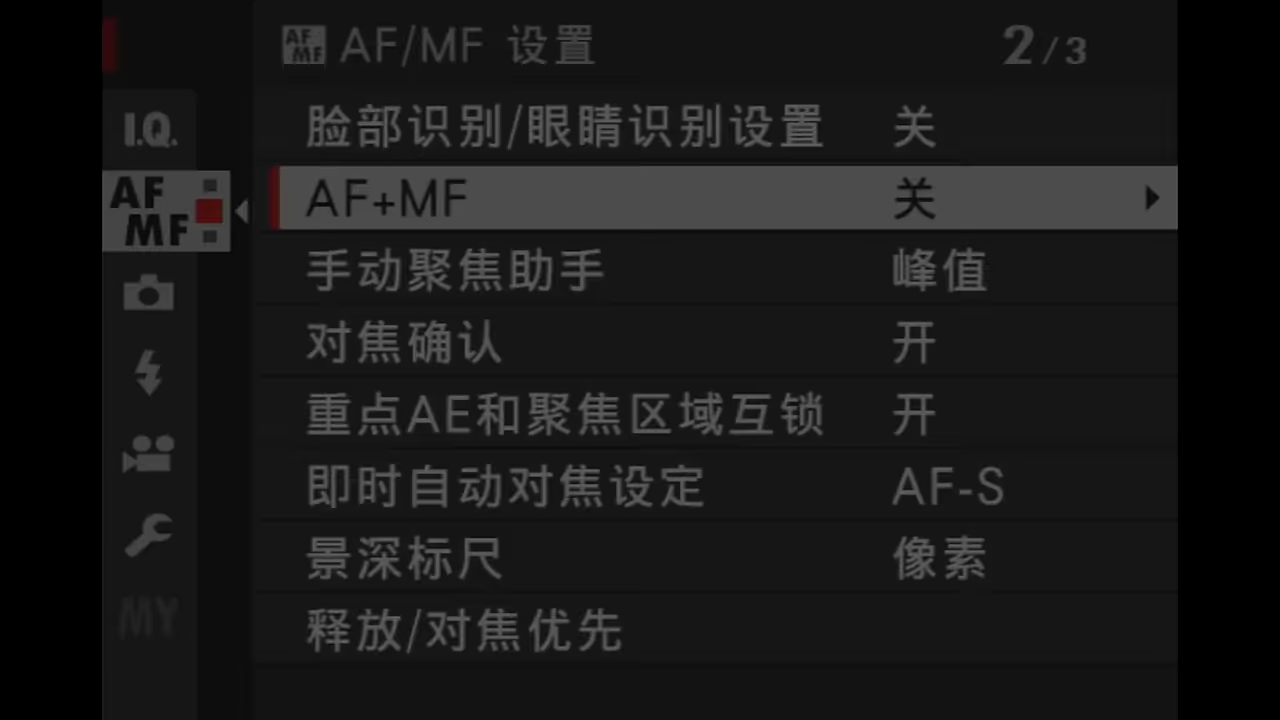 AF MF AF/MF 设置 2/3
I.Q.
脸部识别/眼睛识别设置 关
AF MF
AF+MF 关
手动聚焦助手 峰值
对焦确认 开
重点AE和聚焦区域互锁 开
即时自动对焦设定 AF-S
景深标尺 像素
MY
释放/对焦优先